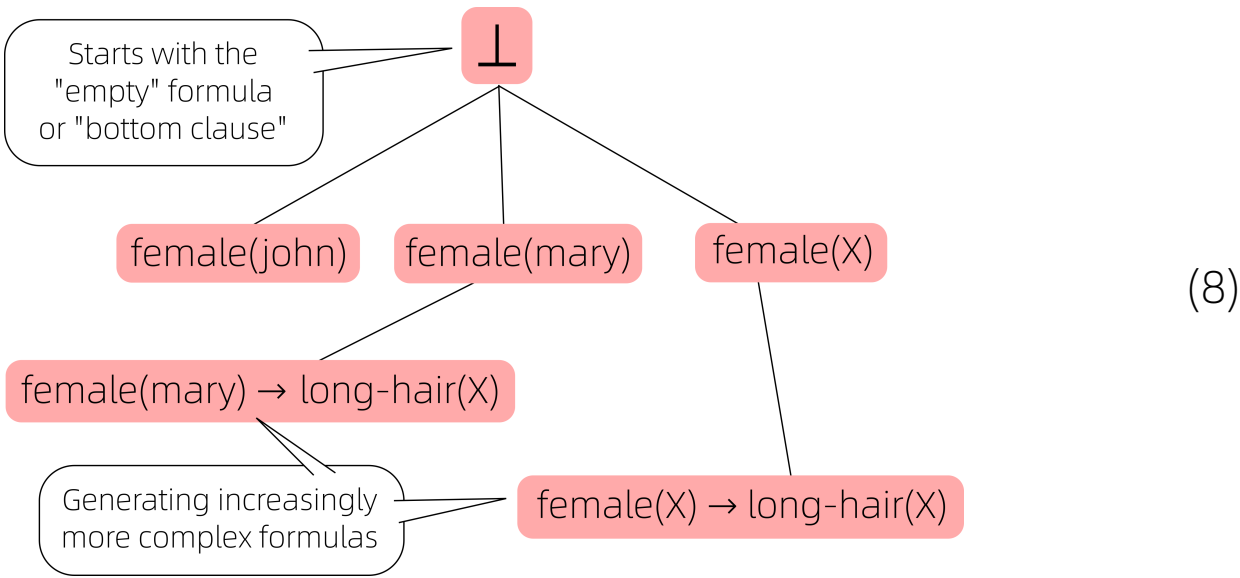 Starts with the
"empty" formula
or "bottom clause"
⊥
female(john)
female(mary)
female(X)
(8)
female(mary) → long-hair(X)
Generating increasingly
more complex formulas
female(X) → long-hair(X)